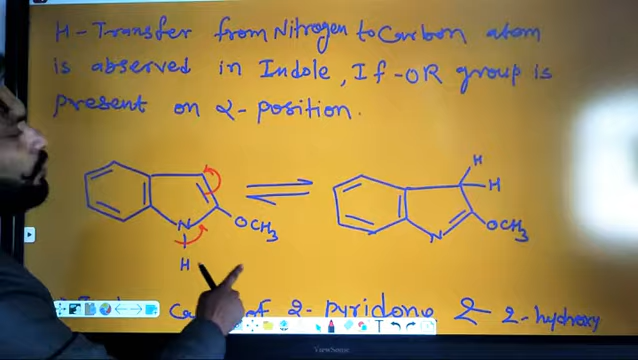 H-Transfer from Nitrogen to Carbon atom
is observed in Indole, If -OR group is
present on α-position.
H
H
N
H
OCH3
N
OCH3
of 2-pyridone & 2-hydroxy
T
ViewSonic